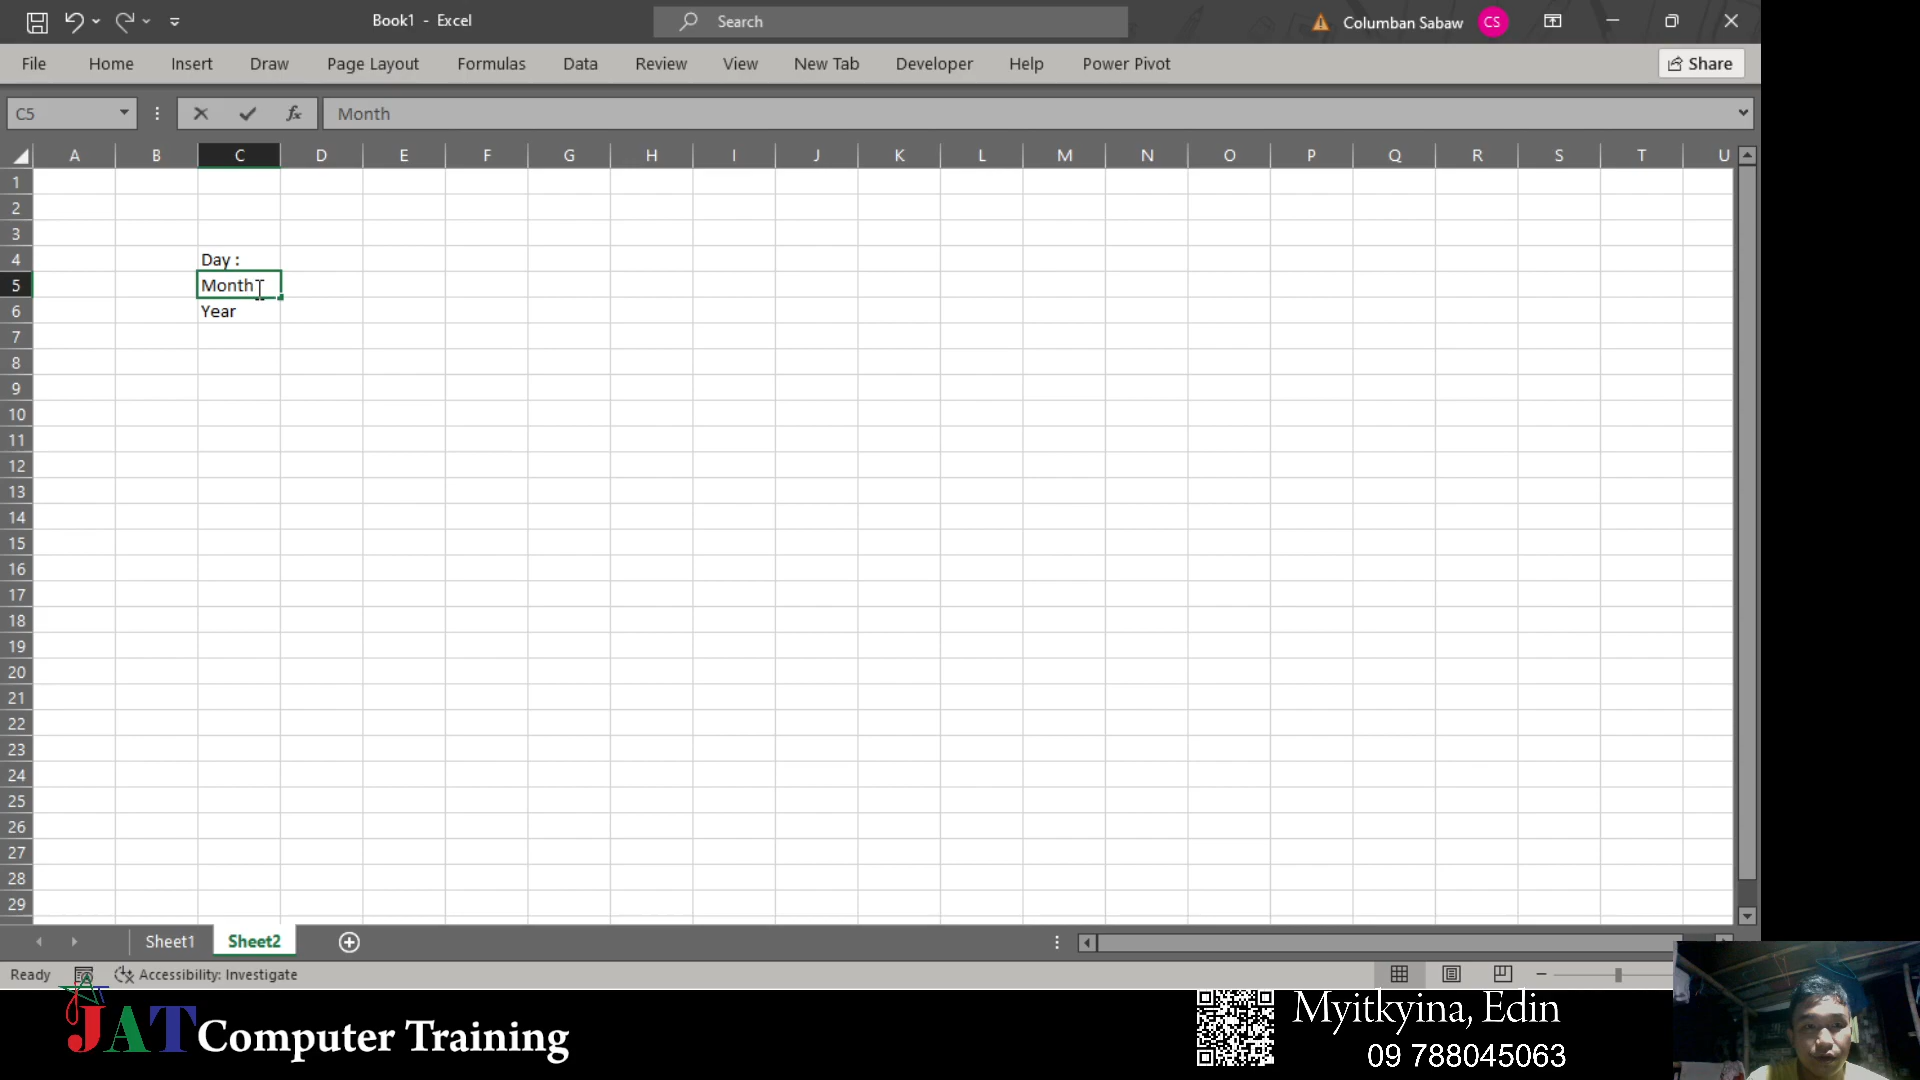 Book1 - Excel
Search
Columban Sabaw
CS
File Home Insert Draw Page Layout Formulas Data Review View New Tab Developer Help Power Pivot
Share
C5
fx
Month
A B C D E F G H I J K L M N O P Q R S T U
1
2
3
4 Day :
5 Month
6 Year
7
8
9
10
11
12
13
14
15
16
17
18
19
20
21
22
23
24
25
26
27
28
29
Sheet1 Sheet2
Ready
Accessibility: Investigate
JAT Computer Training
Myitkyina, Edin
09 788045063